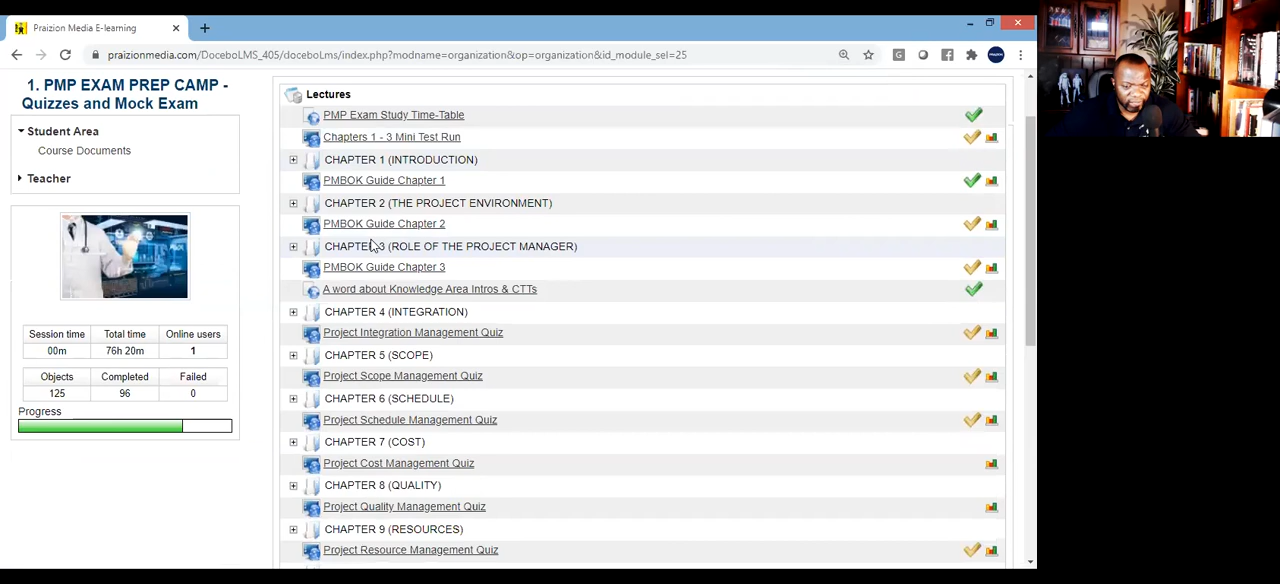 Praizion Media E-learning
praizionmedia.com/DoceboLMS_405/doceboLms/index.php?modname=organization&op=organization&id_module_sel=25
1. PMP EXAM PREP CAMP -
Quizzes and Mock Exam
Student Area
Course Documents
Teacher
Session time Total time Online users
00m 76h 20m 1
Objects Completed Failed
125 96 0
Progress
Lectures
PMP Exam Study Time-Table
Chapters 1 - 3 Mini Test Run
CHAPTER 1 (INTRODUCTION)
PMBOK Guide Chapter 1
CHAPTER 2 (THE PROJECT ENVIRONMENT)
PMBOK Guide Chapter 2
CHAPTER 3 (ROLE OF THE PROJECT MANAGER)
PMBOK Guide Chapter 3
A word about Knowledge Area Intros & CTTs
CHAPTER 4 (INTEGRATION)
Project Integration Management Quiz
CHAPTER 5 (SCOPE)
Project Scope Management Quiz
CHAPTER 6 (SCHEDULE)
Project Schedule Management Quiz
CHAPTER 7 (COST)
Project Cost Management Quiz
CHAPTER 8 (QUALITY)
Project Quality Management Quiz
CHAPTER 9 (RESOURCES)
Project Resource Management Quiz